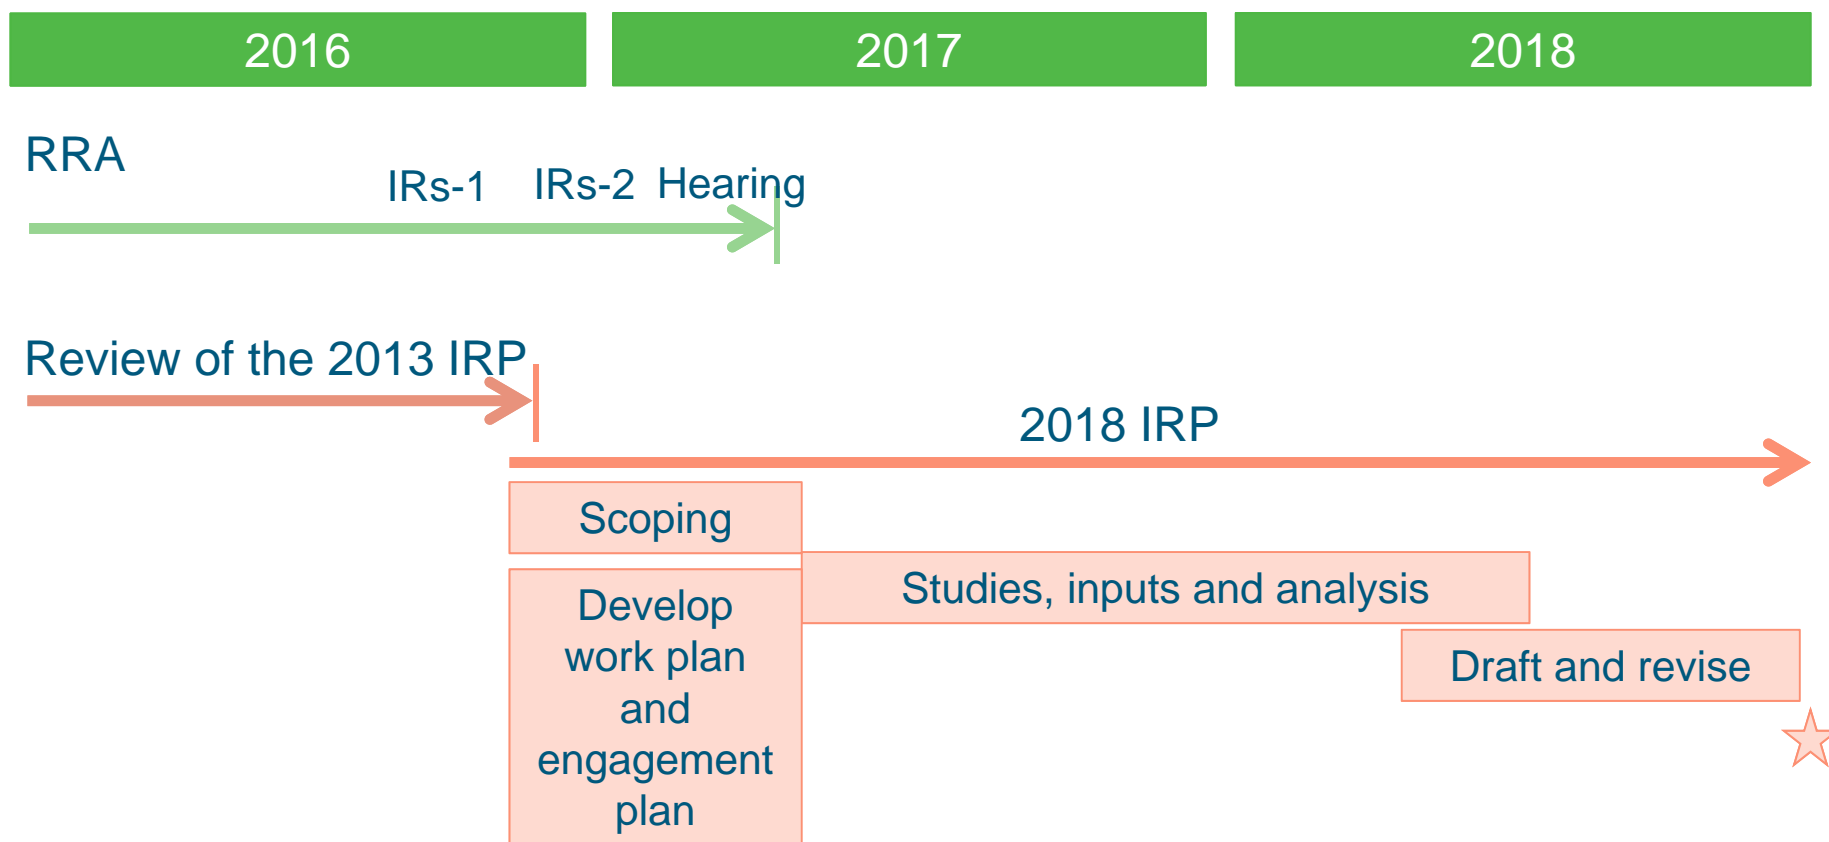 2016
2017
2018
RRA
IRs-1
IRs-2
Hearing
Review of the 2013 IRP
2018 IRP
Scoping
Develop
work plan
and
engagement
plan
Studies, inputs and analysis
Draft and revise